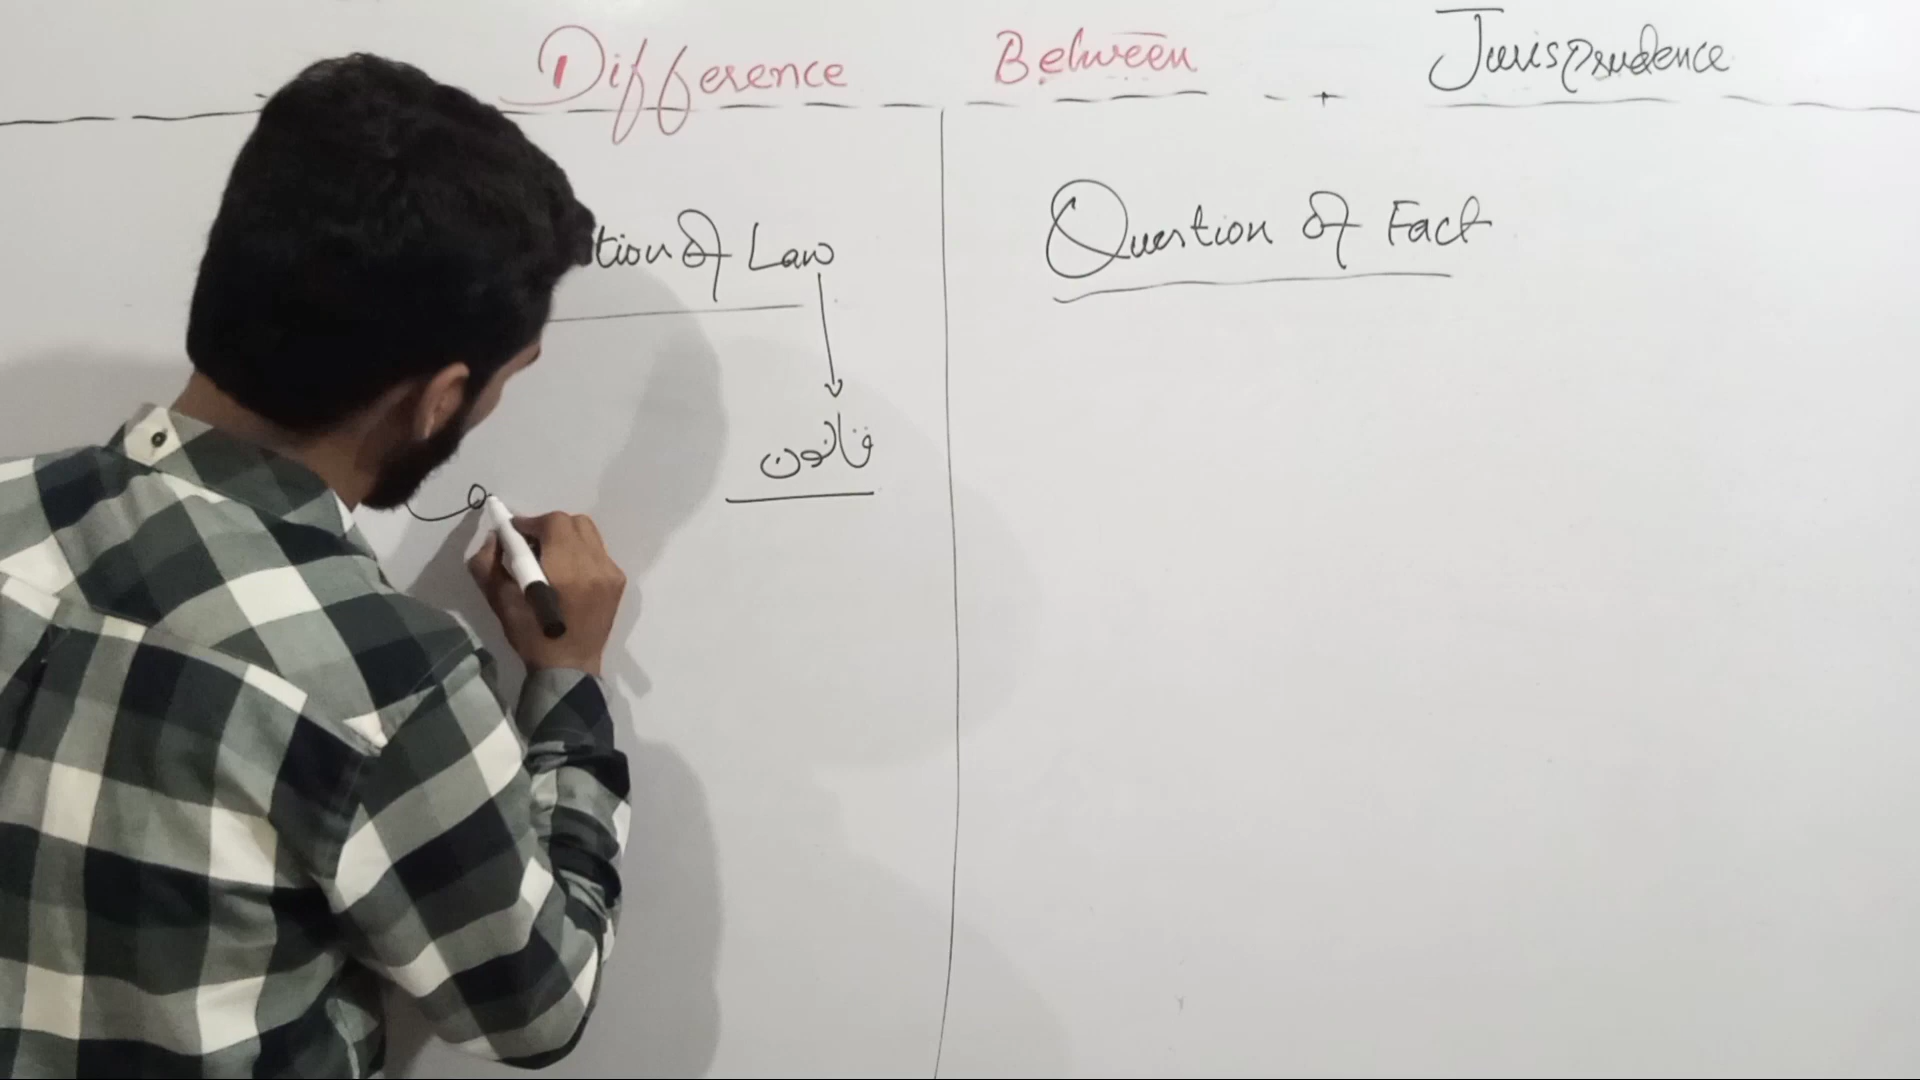 Difference Between Jurisprudence
tion of Law
Question of Fact
قانون